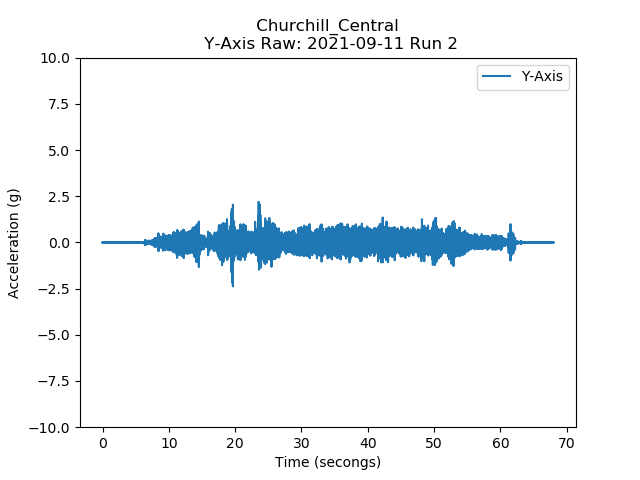 Churchill_Central
Y-Axis Raw: 2021-09-11 Run 2
Y-Axis
10.0
7.5
5.0
2.5
0.0
−2.5
−5.0
−7.5
−10.0
Acceleration (g)
0 10 20 30 40 50 60 70
Time (secongs)